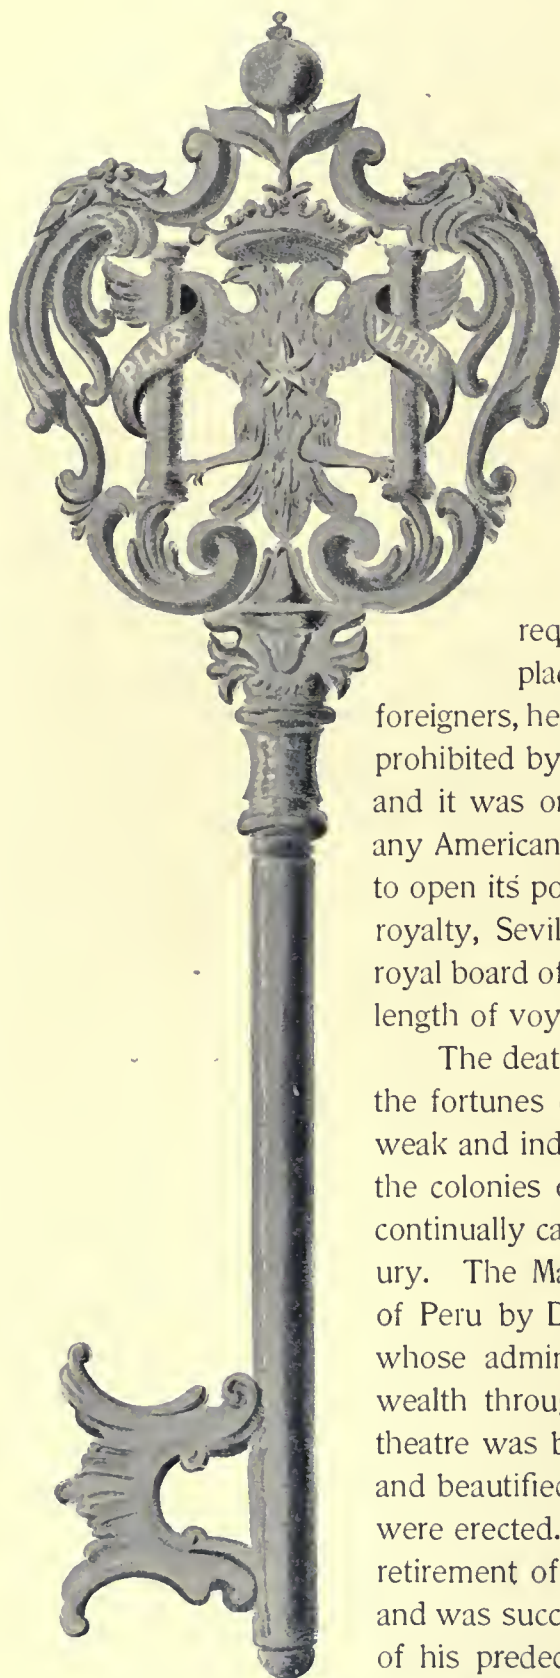 PLVS
VLTRA
req
plac
foreigners, he
prohibited by
and it was or
any American
to open its po
royalty, Sevil
royal board of
length of voy
The deat
the fortunes
weak and ind
the colonies
continually ca
ury. The Ma
of Peru by D
whose admin
wealth throu
theatre was b
and beautified
were erected.
retirement of
and was succ
of his predec